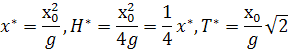 x* = x₀²/g, H* = x₀²/4g = 1/4 x*, T* = x₀/g √2